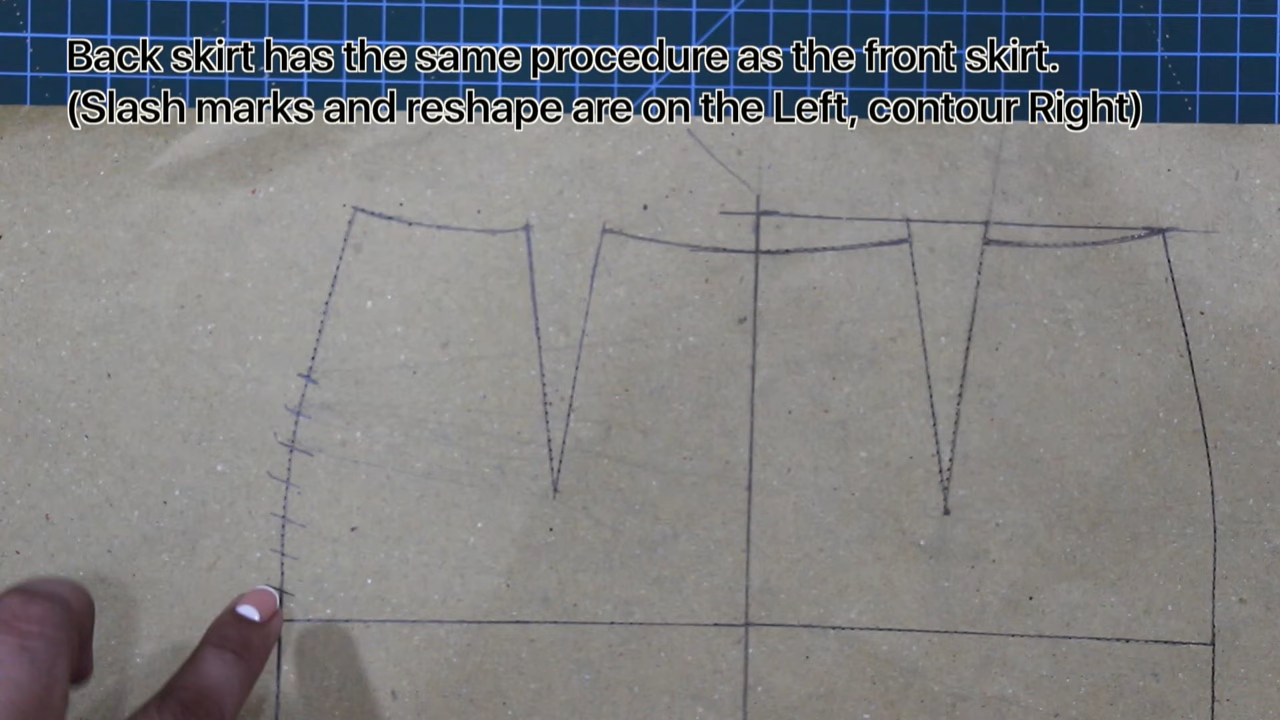 Back skirt has the same procedure as the front skirt.
(Slash marks and reshape are on the Left, contour Right)